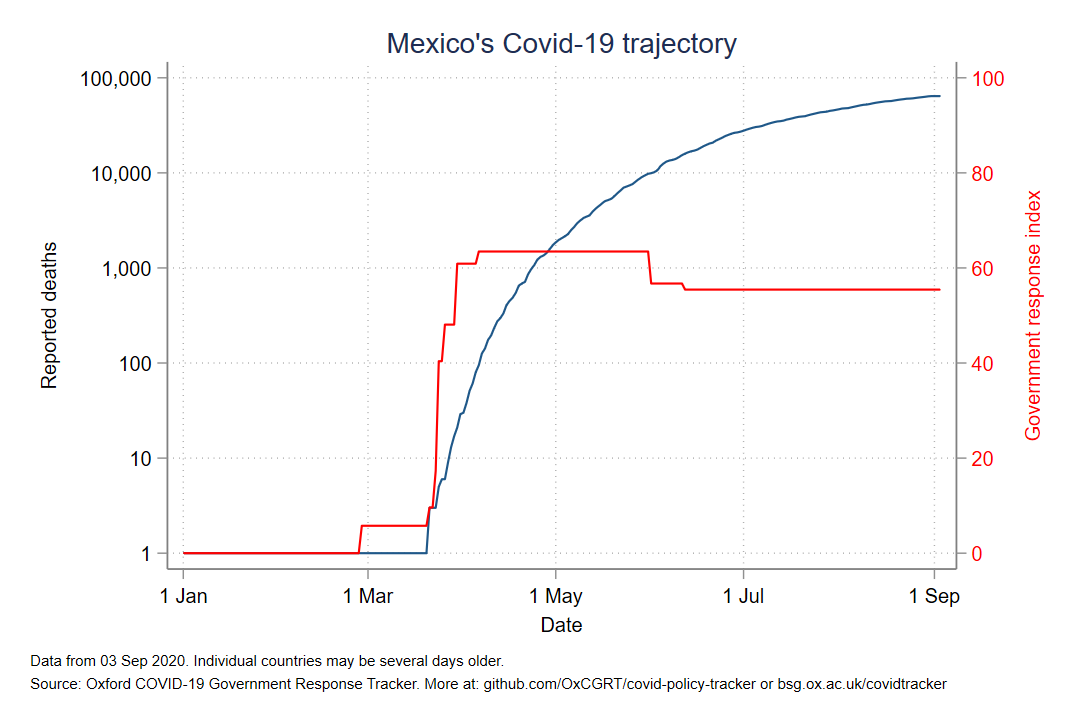 Mexico's Covid-19 trajectory
100,000
10,000
1,000
100
10
1
Reported deaths
100
80
60
40
20
0
Government response index
1 Jan 1 Mar 1 May 1 Jul 1 Sep
Date
Data from 03 Sep 2020. Individual countries may be several days older.
Source: Oxford COVID-19 Government Response Tracker. More at: github.com/OxCGRT/covid-policy-tracker or bsg.ox.ac.uk/covidtracker